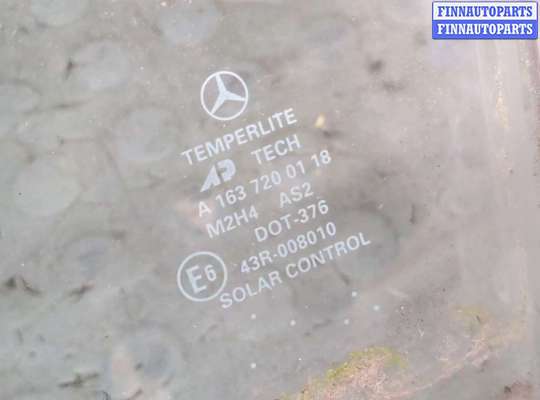 FINNAUTOPARTS
FINNAUTOPARTS
TEMPERLITE
AP TECH
A 163 720 01 18
M2H4 AS2
DOT-376
E6 43R-008010
SOLAR CONTROL